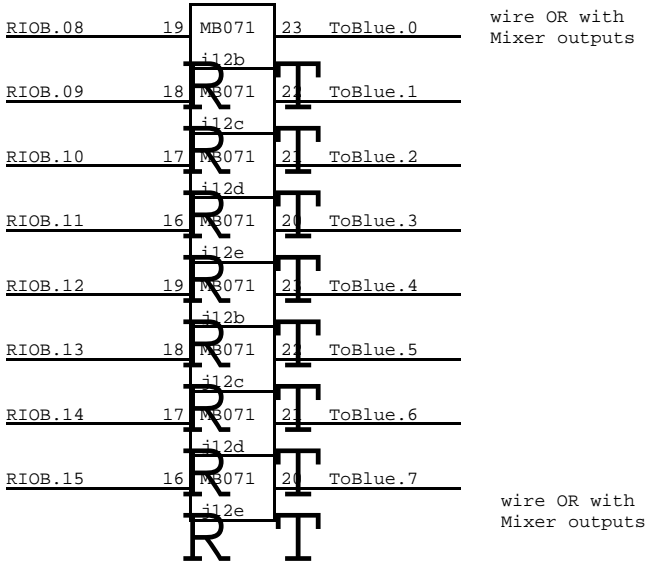 RIOB.08 19 MB071 23 ToBlue.0 wire OR with
Mixer outputs
i12b
R T
RIOB.09 18 MB071 22 ToBlue.1
i12c
R T
RIOB.10 17 MB071 21 ToBlue.2
i12d
R T
RIOB.11 16 MB071 20 ToBlue.3
i12e
R T
RIOB.12 19 MB071 23 ToBlue.4
i12b
R T
RIOB.13 18 MB071 22 ToBlue.5
i12c
R T
RIOB.14 17 MB071 21 ToBlue.6
i12d
R T
RIOB.15 16 MB071 20 ToBlue.7
wire OR with
i12e
Mixer outputs
R T